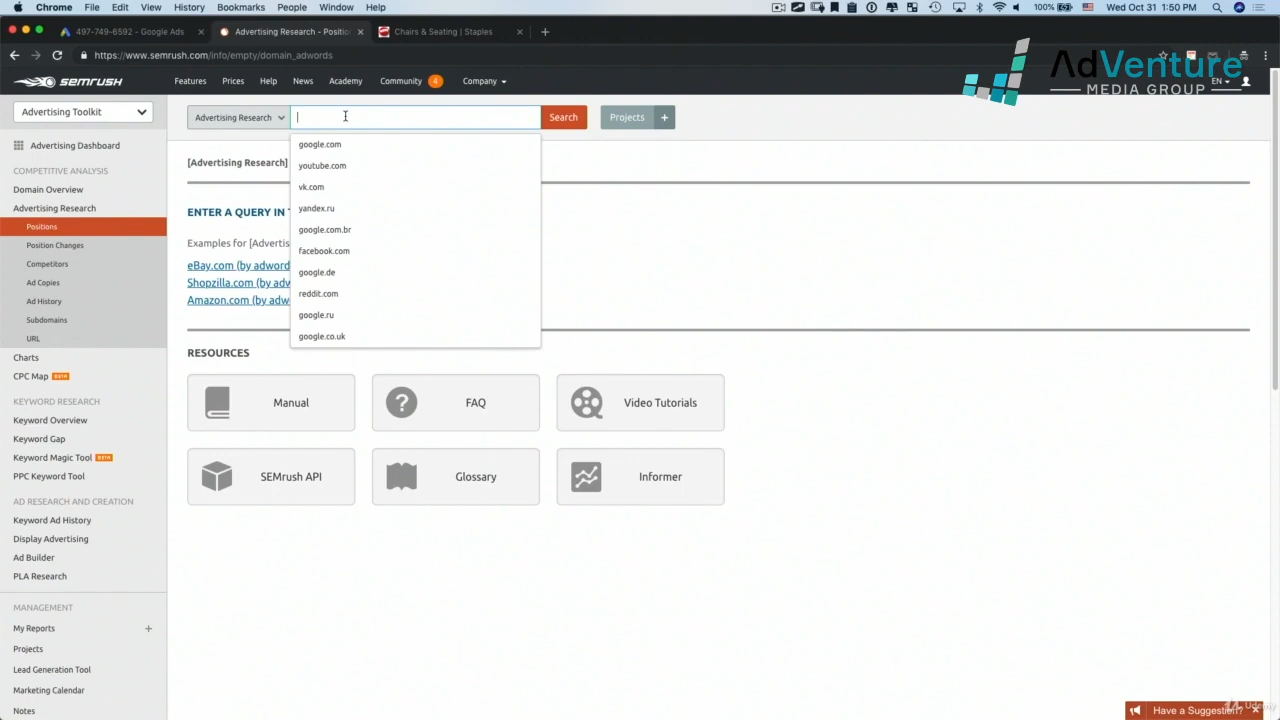 Chrome File Edit View History Bookmarks People Window Help 100% Wed Oct 31 1:50 PM
497-749-6592 - Google Ads
Advertising Research - Positio
Chairs & Seating | Staples
https://www.semrush.com/info/empty/domain_adwords
SEMRUSH Features Prices Help News Academy Community 4 Company EN
AdVenture
MEDIA GROUP
Advertising Toolkit
Advertising Research
Search
Projects +
Advertising Dashboard
COMPETITIVE ANALYSIS
Domain Overview
Advertising Research
Positions
Position Changes
Competitors
Ad Copies
Ad History
Subdomains
URL
Charts
CPC Map BETA
KEYWORD RESEARCH
Keyword Overview
Keyword Gap
Keyword Magic Tool BETA
PPC Keyword Tool
AD RESEARCH AND CREATION
Keyword Ad History
Display Advertising
Ad Builder
PLA Research
MANAGEMENT
My Reports +
Projects
Lead Generation Tool
Marketing Calendar
Notes
google.com
youtube.com
vk.com
yandex.ru
google.com.br
facebook.com
google.de
reddit.com
google.ru
google.co.uk
[Advertising Research]
ENTER A QUERY IN T
Examples for [Adverti
eBay.com (by adword
Shopzilla.com (by adw
Amazon.com (by adw
RESOURCES
Manual
FAQ
Video Tutorials
SEMrush API
Glossary
Informer
Have a Suggestion?
Udemy